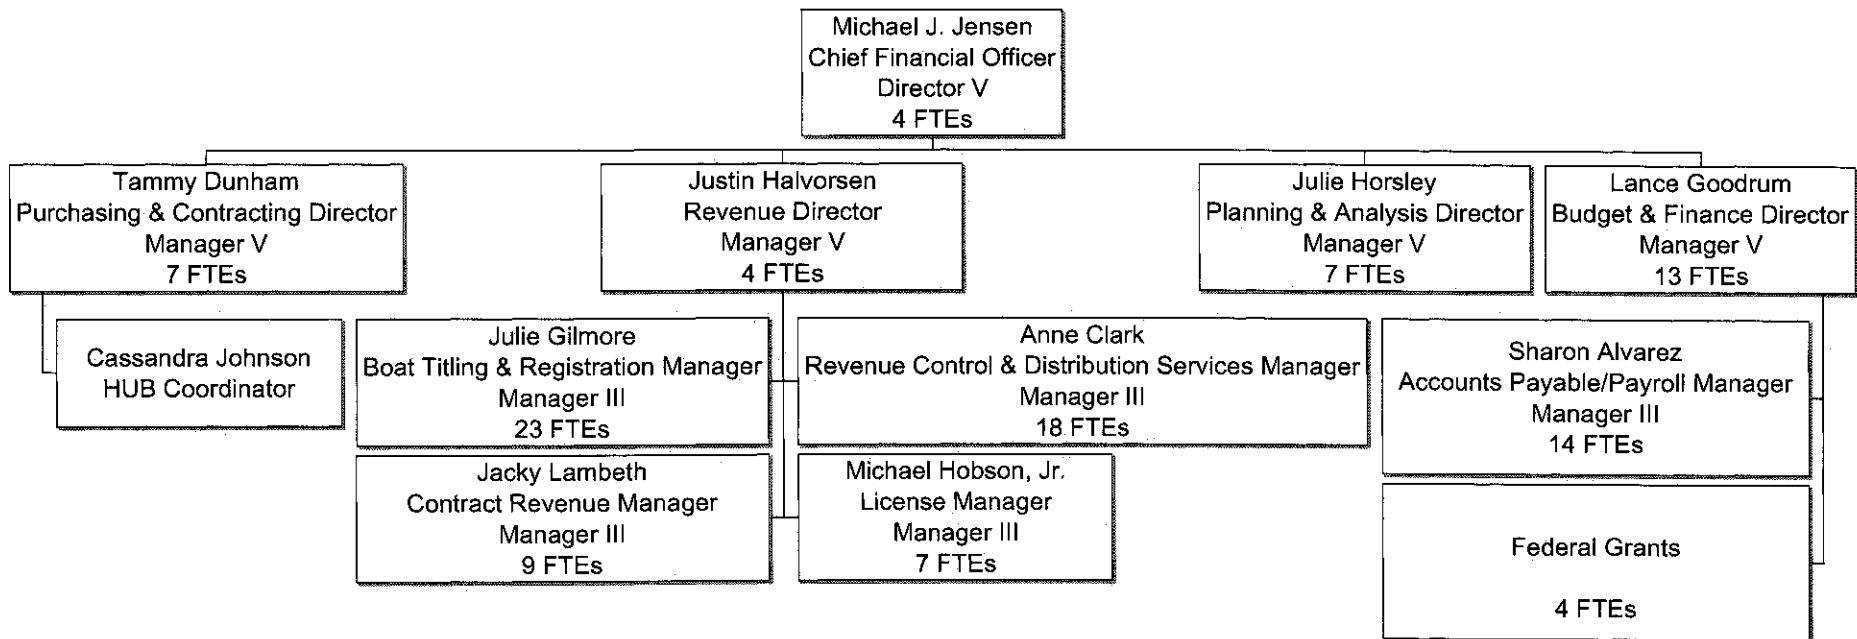 Michael J. Jensen
Chief Financial Officer
Director V
4 FTEs
Tammy Dunham
Purchasing & Contracting Director
Manager V
7 FTEs
Justin Halvorsen
Revenue Director
Manager V
4 FTEs
Julie Horsley
Planning & Analysis Director
Manager V
7 FTEs
Lance Goodrum
Budget & Finance Director
Manager V
13 FTEs
Cassandra Johnson
HUB Coordinator
Julie Gilmore
Boat Titling & Registration Manager
Manager III
23 FTEs
Anne Clark
Revenue Control & Distribution Services Manager
Manager III
18 FTEs
Sharon Alvarez
Accounts Payable/Payroll Manager
Manager III
14 FTEs
Jacky Lambeth
Contract Revenue Manager
Manager III
9 FTEs
Michael Hobson, Jr.
License Manager
Manager III
7 FTEs
Federal Grants
4 FTEs